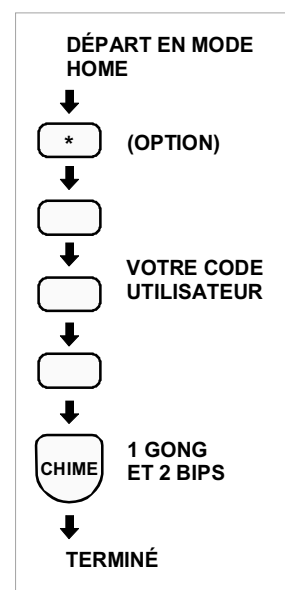 DÉPART EN MODE
HOME
* (OPTION)
VOTRE CODE
UTILISATEUR
CHIME
1 GONG
ET 2 BIPS
TERMINÉ